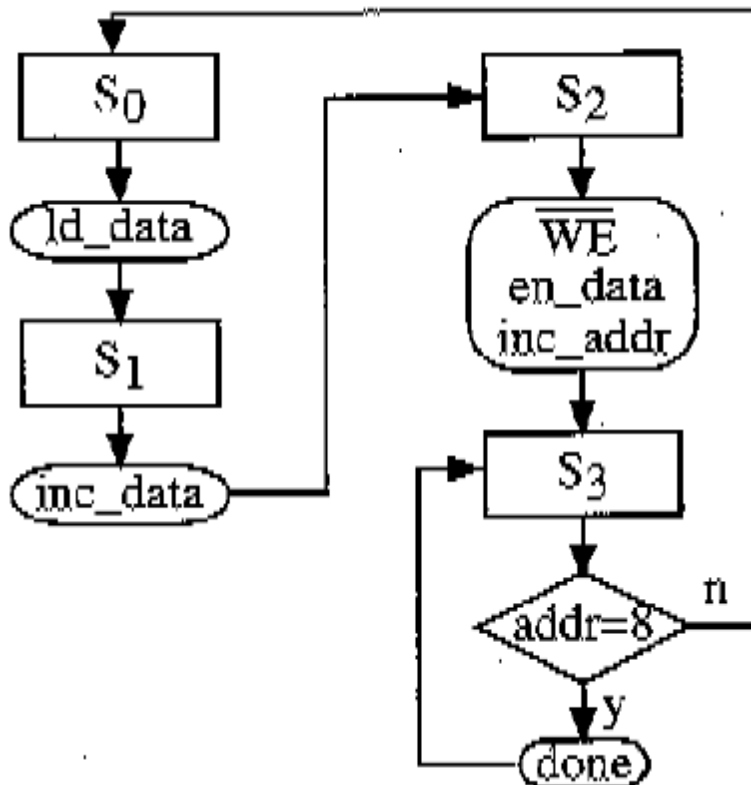 S0
ld_data
S1
inc_data
S2
WE
en_data
inc_addr
S3
addr=8
n
y
done